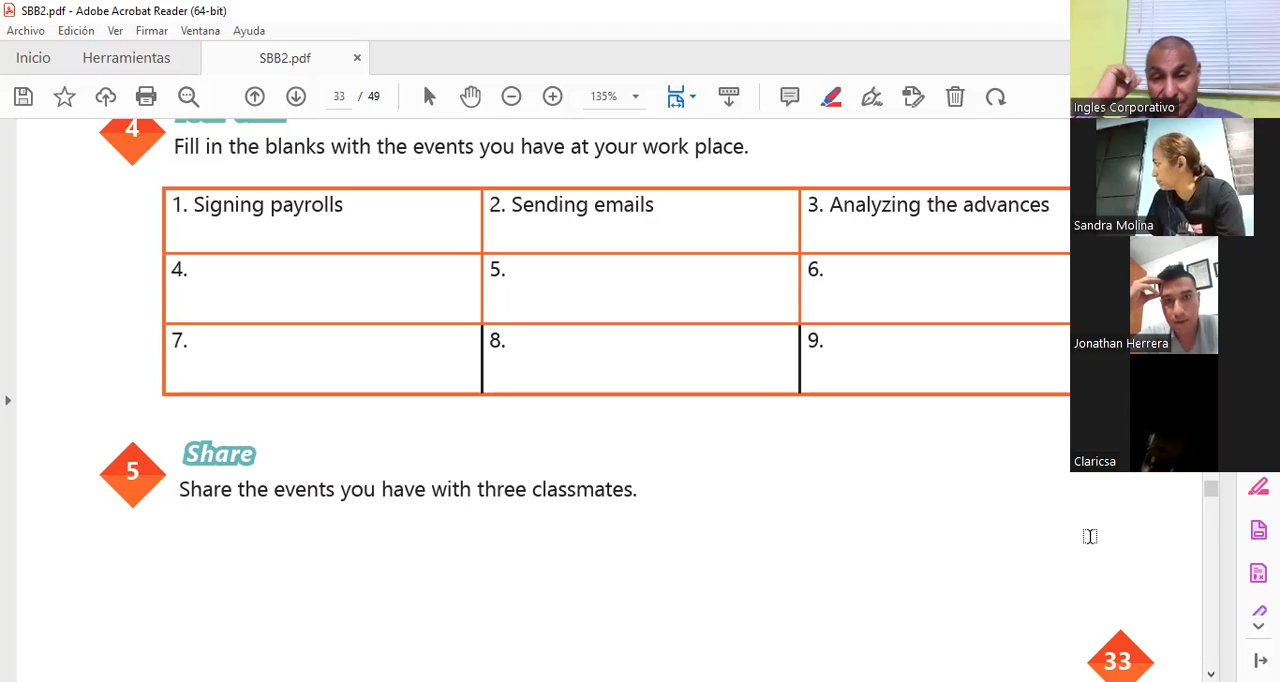 SBB2.pdf - Adobe Acrobat Reader (64-bit)
Archivo Edición Ver Firmar Ventana Ayuda
Inicio Herramientas SBB2.pdf ×
33 / 49 135%
4
Fill in the blanks with the events you have at your work place.
1. Signing payrolls 2. Sending emails 3. Analyzing the advances
4. 5. 6.
7. 8. 9.
5 Share
Share the events you have with three classmates.
33
Ingles Corporativo
Sandra Molina
Jonathan Herrera
Claricsa